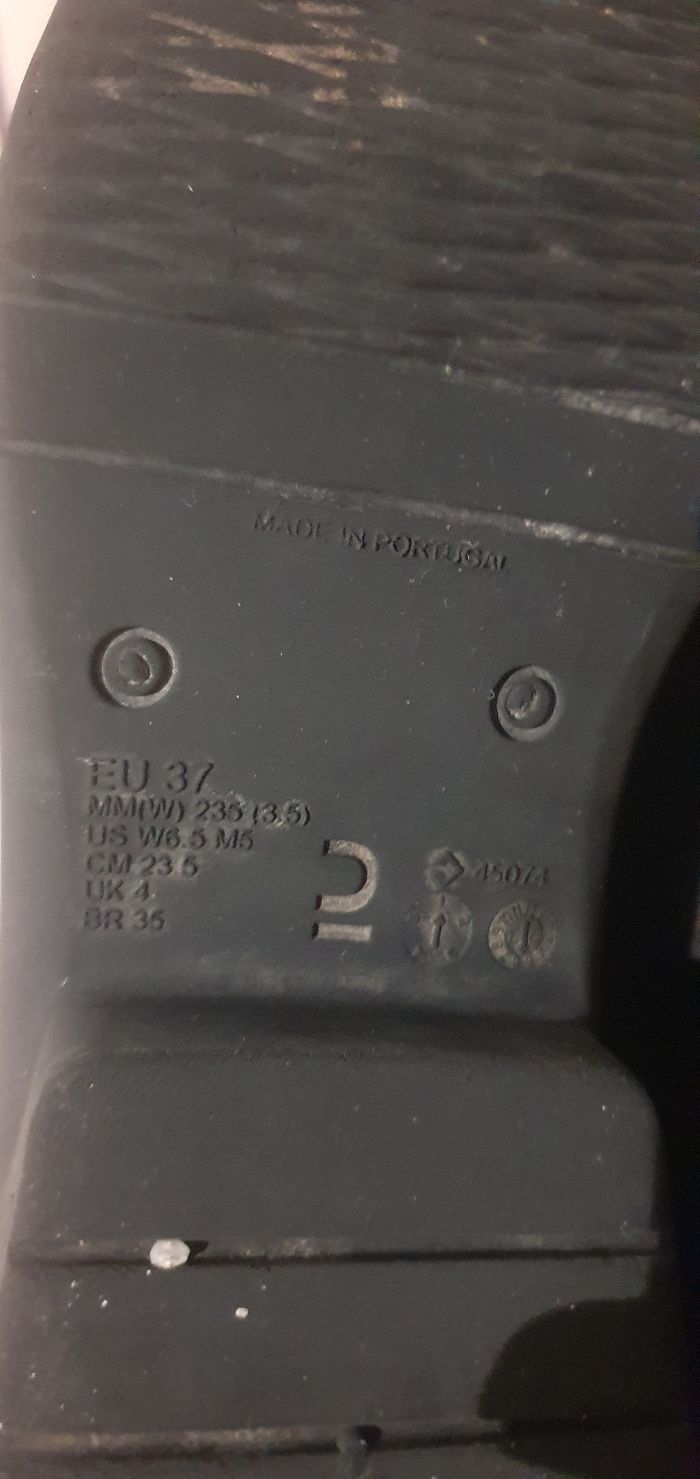 MADE IN PORTUGAL
EU 37
MM(W) 235 (3.5)
US W6.5 M5
CM 23.5
UK 4
BR 35